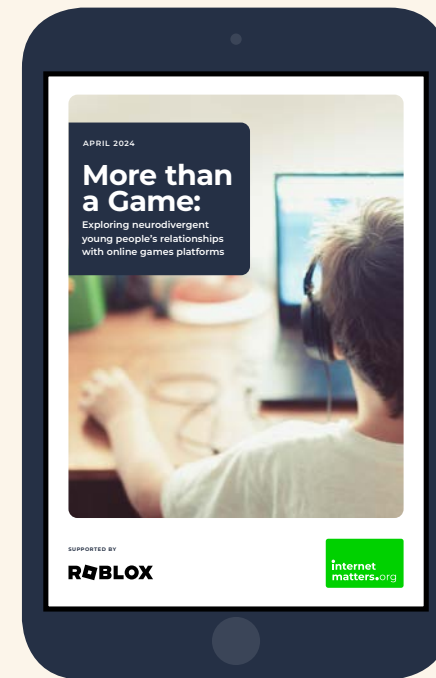 APRIL 2024
More than
a Game:
Exploring neurodivergent
young people's relationships
with online games platforms
SUPPORTED BY
ROBLOX
internet
matters.org